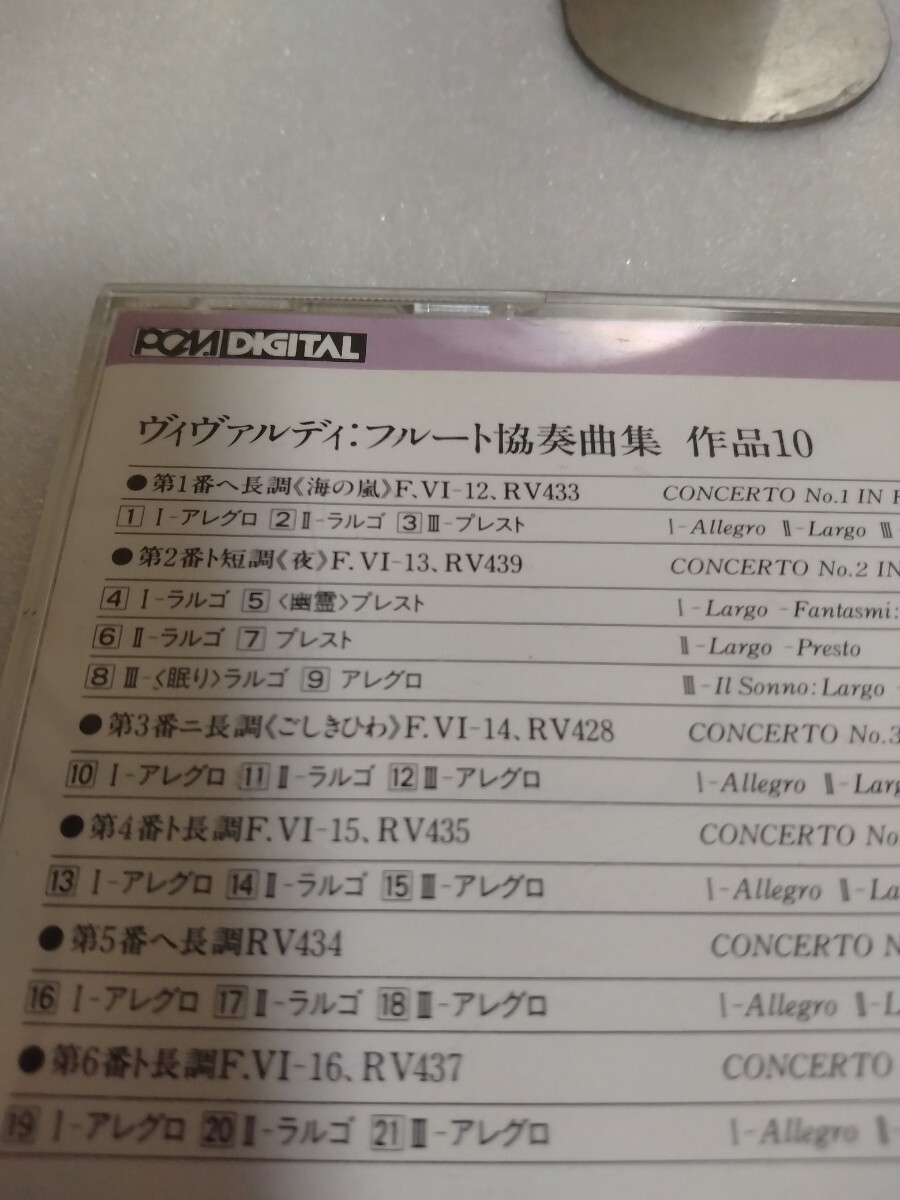 PCM DIGITAL
ヴィヴァルディ:フルート協奏曲集 作品10
●第1番ヘ長調《海の嵐》F.VI-12、RV433 CONCERTO No.1 IN
1 I-アレグロ 2 II-ラルゴ 3 III-プレスト I-Allegro II-Largo III-
●第2番ト短調《夜》F.VI-13、RV439 CONCERTO No.2 IN
4 I-ラルゴ 5 〈幽霊〉プレスト I-Largo -Fantasmi:
6 II-ラルゴ 7 プレスト II-Largo -Presto
8 III-〈眠り〉ラルゴ 9 アレグロ III-Il Sonno:Largo -
●第3番ニ長調《ごしきひわ》F.VI-14、RV428 CONCERTO No.3
10 I-アレグロ 11 II-ラルゴ 12 III-アレグロ I-Allegro II-Larg
●第4番ト長調F.VI-15、RV435 CONCERTO No.
13 I-アレグロ 14 II-ラルゴ 15 III-アレグロ I-Allegro II-La
●第5番ヘ長調RV434 CONCERTO N
16 I-アレグロ 17 II-ラルゴ 18 III-アレグロ I-Allegro II-L
●第6番ト長調F.VI-16、RV437 CONCERTO
19 I-アレグロ 20 II-ラルゴ 21 III-アレグロ I-Allegro II-